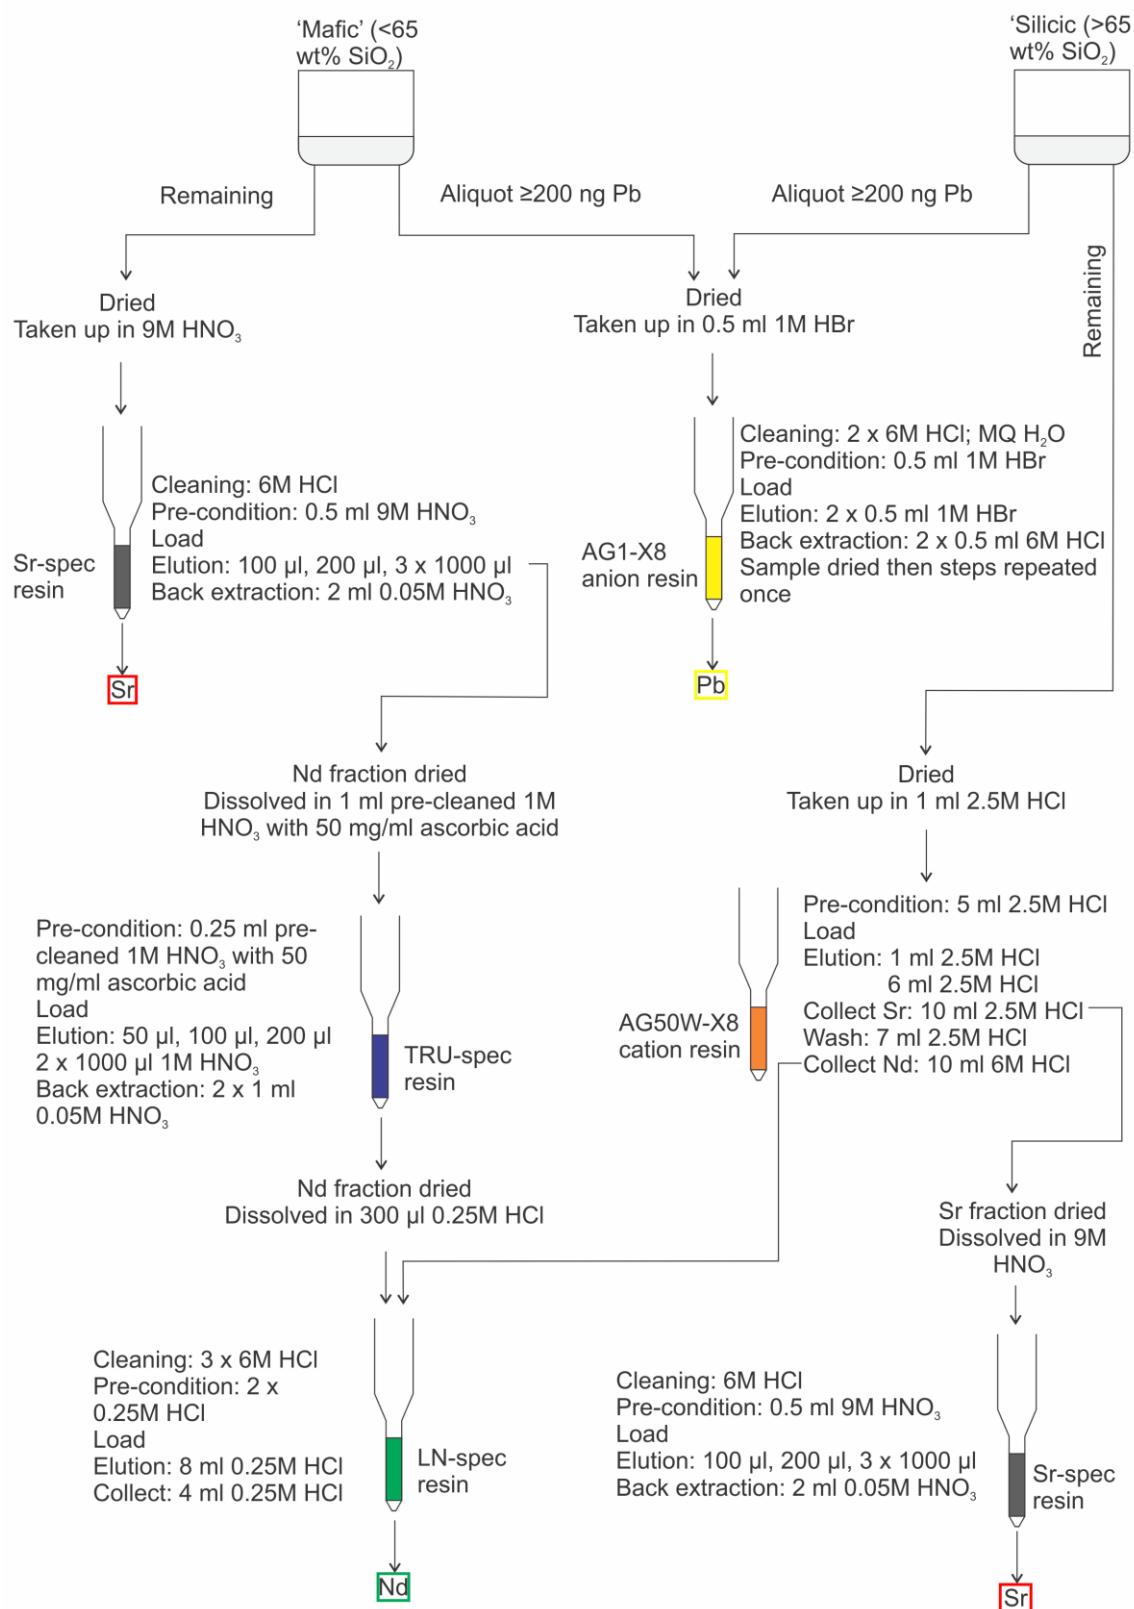 ‘Mafic’ (<65
wt% SiO₂)
‘Silicic (>65
wt% SiO₂)
Remaining
Aliquot ≥200 ng Pb
Aliquot ≥200 ng Pb
Remaining
Dried
Taken up in 9M HNO₃
Dried
Taken up in 0.5 ml 1M HBr
Cleaning: 6M HCl
Pre-condition: 0.5 ml 9M HNO₃
Load
Elution: 100 µl, 200 µl, 3 x 1000 µl
Back extraction: 2 ml 0.05M HNO₃
Sr-spec
resin
Sr
Cleaning: 2 x 6M HCl; MQ H₂O
Pre-condition: 0.5 ml 1M HBr
Load
Elution: 2 x 0.5 ml 1M HBr
Back extraction: 2 x 0.5 ml 6M HCl
Sample dried then steps repeated
once
AG1-X8
anion resin
Pb
Nd fraction dried
Dissolved in 1 ml pre-cleaned 1M
HNO₃ with 50 mg/ml ascorbic acid
Dried
Taken up in 1 ml 2.5M HCl
Pre-condition: 0.25 ml pre-
cleaned 1M HNO₃ with 50
mg/ml ascorbic acid
Load
Elution: 50 µl, 100 µl, 200 µl
2 x 1000 µl 1M HNO₃
Back extraction: 2 x 1 ml
0.05M HNO₃
TRU-spec
resin
Pre-condition: 5 ml 2.5M HCl
Load
Elution: 1 ml 2.5M HCl
6 ml 2.5M HCl
Collect Sr: 10 ml 2.5M HCl
Wash: 7 ml 2.5M HCl
Collect Nd: 10 ml 6M HCl
AG50W-X8
cation resin
Nd fraction dried
Dissolved in 300 µl 0.25M HCl
Sr fraction dried
Dissolved in 9M
HNO₃
Cleaning: 3 x 6M HCl
Pre-condition: 2 x
0.25M HCl
Load
Elution: 8 ml 0.25M HCl
Collect: 4 ml 0.25M HCl
LN-spec
resin
Nd
Cleaning: 6M HCl
Pre-condition: 0.5 ml 9M HNO₃
Load
Elution: 100 µl, 200 µl, 3 x 1000 µl
Back extraction: 2 ml 0.05M HNO₃
Sr-spec
resin
Sr